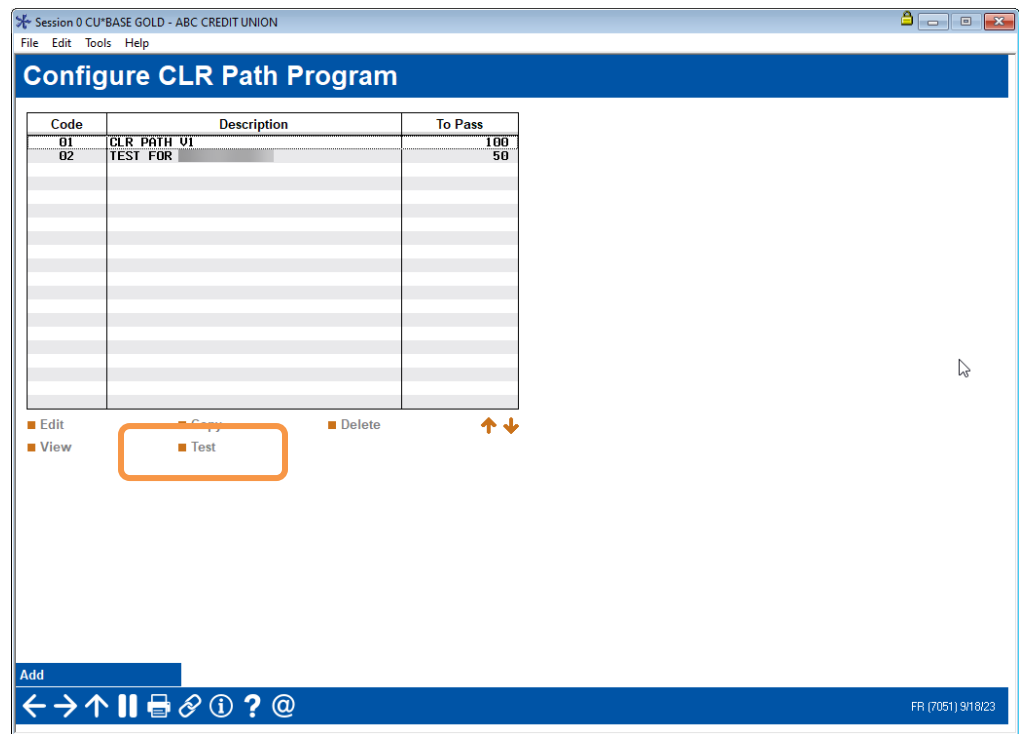 Session 0 CU*BASE GOLD - ABC CREDIT UNION
File Edit Tools Help
Configure CLR Path Program
Code Description To Pass
01 CLR PATH V1 100
02 TEST FOR 50
Edit Copy Delete
View Test
Add
FR (7051) 9/18/23